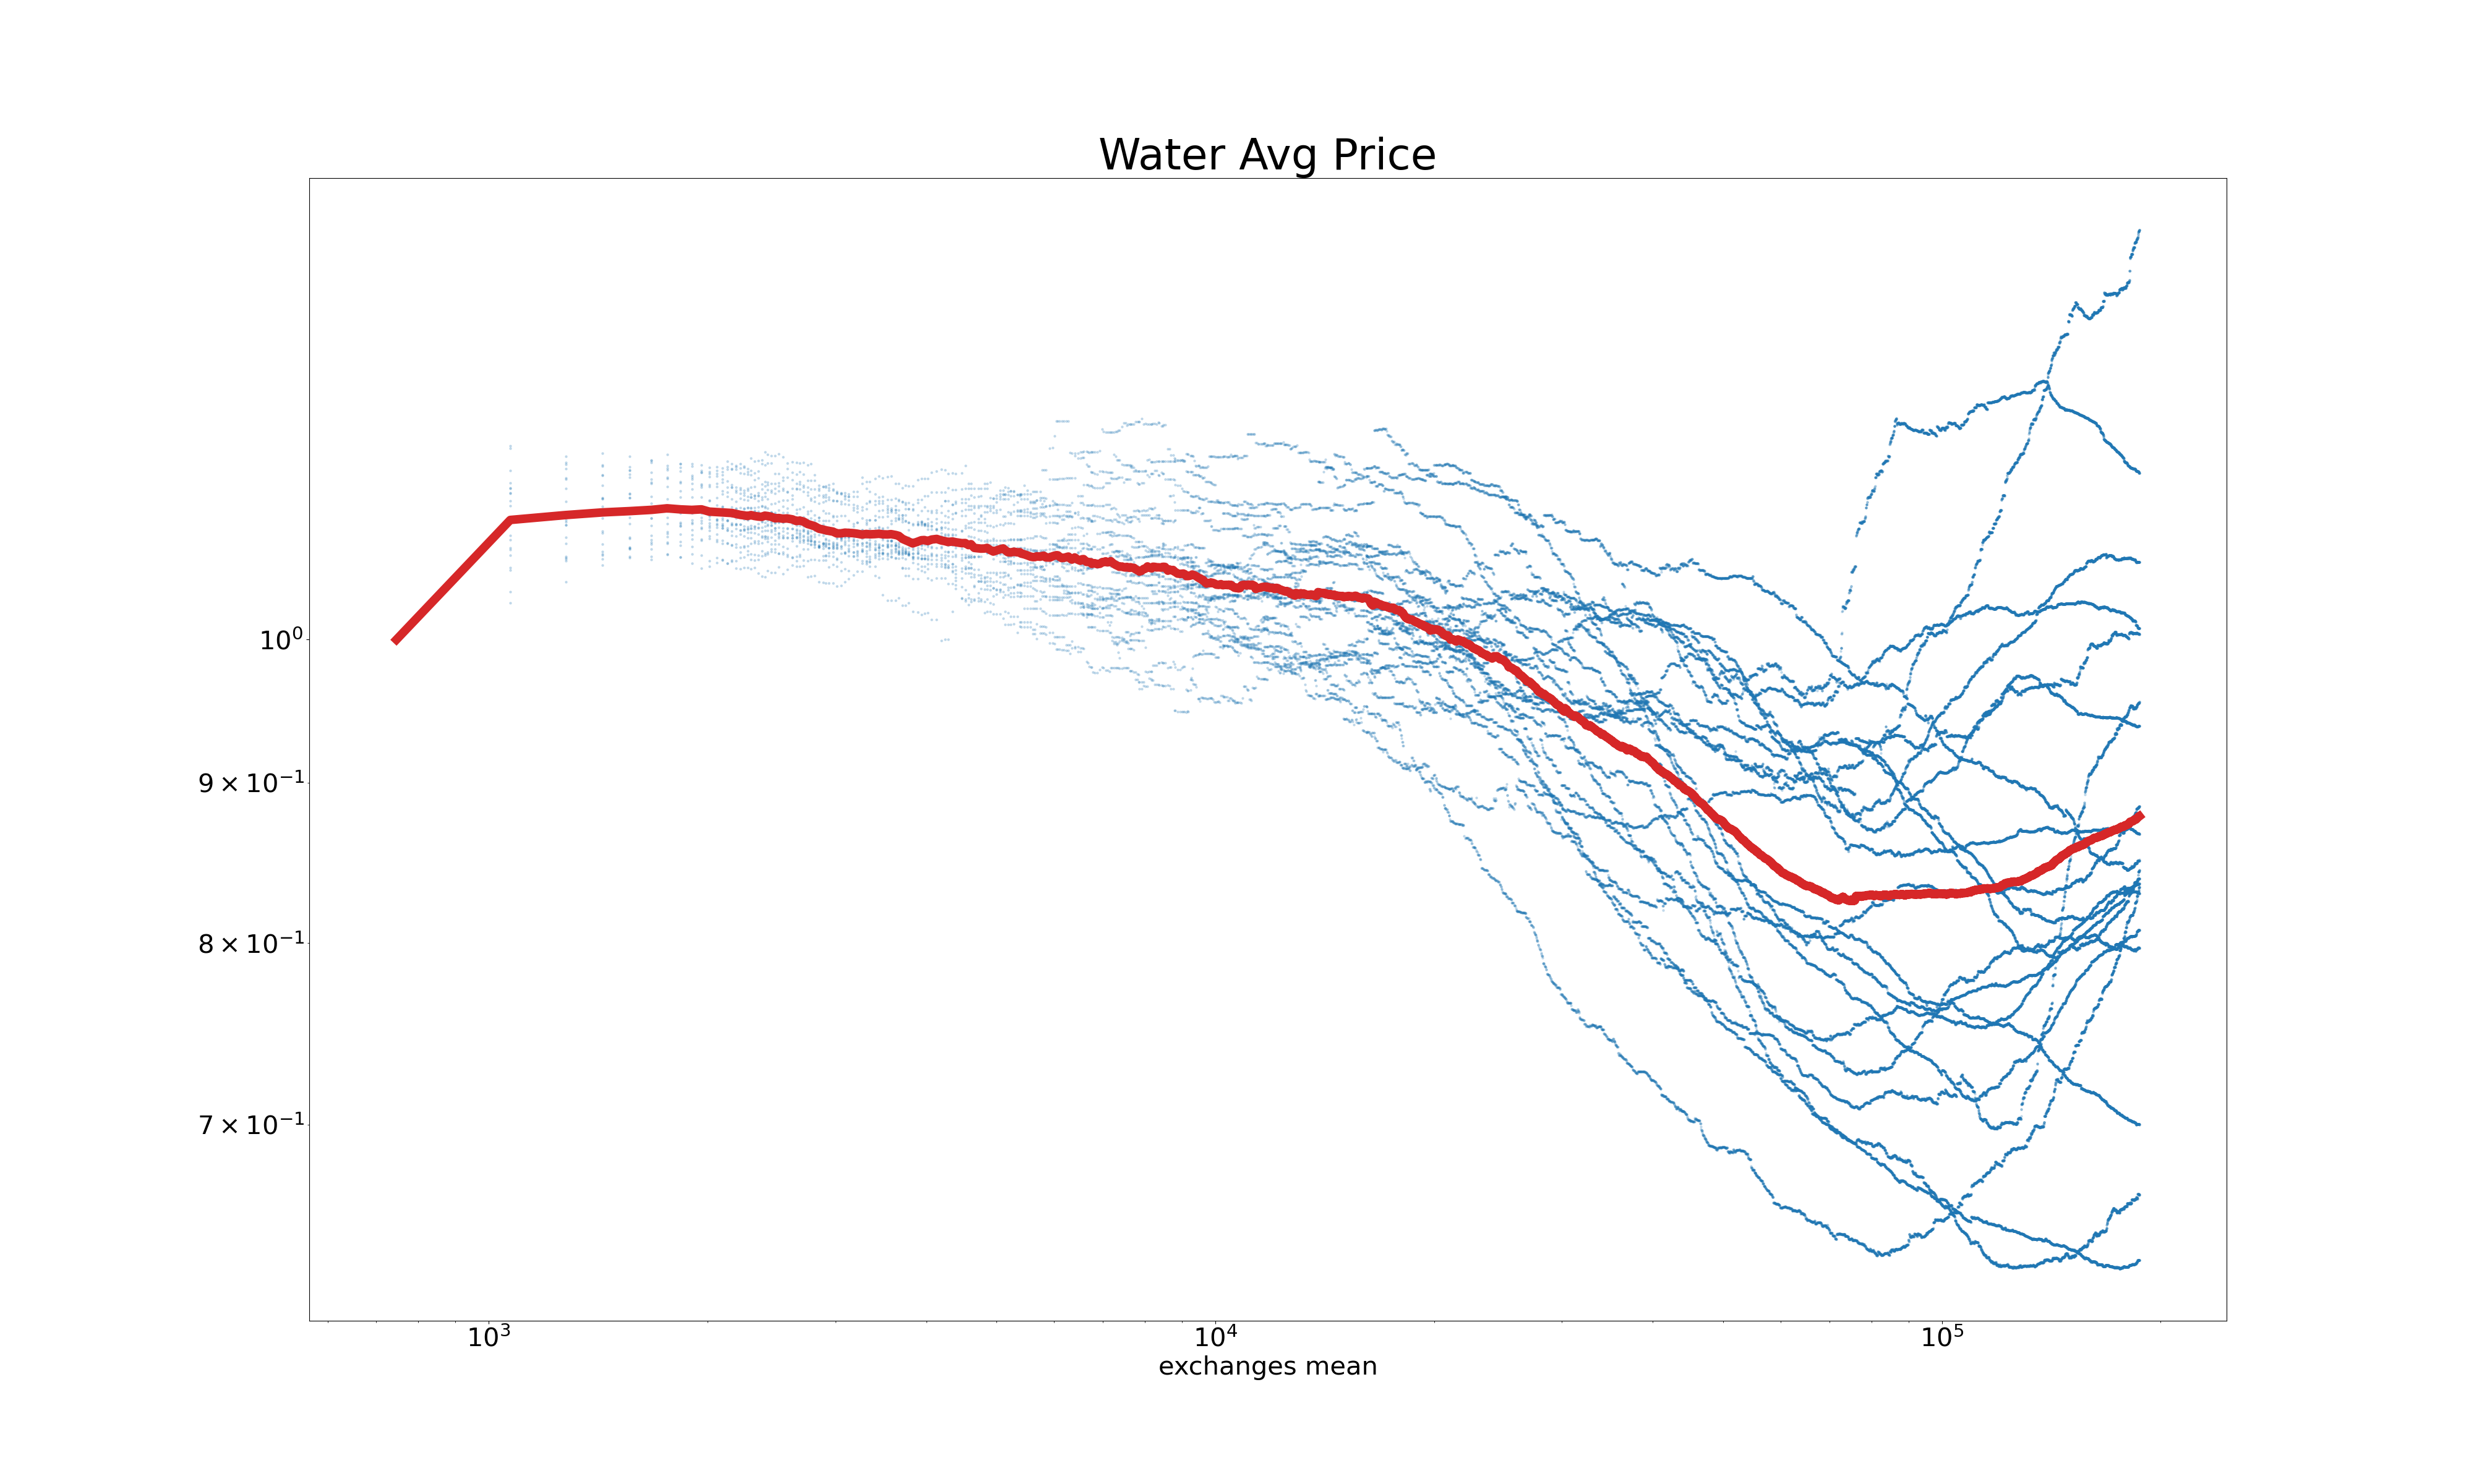 Water Avg Price
10⁰
9 × 10⁻¹
8 × 10⁻¹
7 × 10⁻¹
10³ 10⁴ 10⁵
exchanges mean